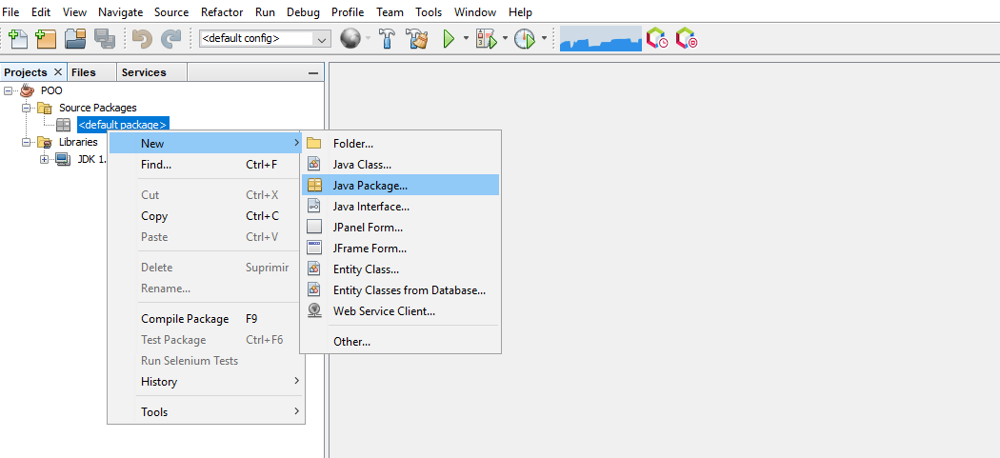 File Edit View Navigate Source Refactor Run Debug Profile Team Tools Window Help
<default config>
Projects Files Services
POO
Source Packages
<default package>
Libraries
JDK 1.
New
Find... Ctrl+F
Cut Ctrl+X
Copy Ctrl+C
Paste Ctrl+V
Delete Suprimir
Rename...
Compile Package F9
Test Package Ctrl+F6
Run Selenium Tests
History
Tools
Folder...
Java Class...
Java Package...
Java Interface...
JPanel Form...
JFrame Form...
Entity Class...
Entity Classes from Database...
Web Service Client...
Other...